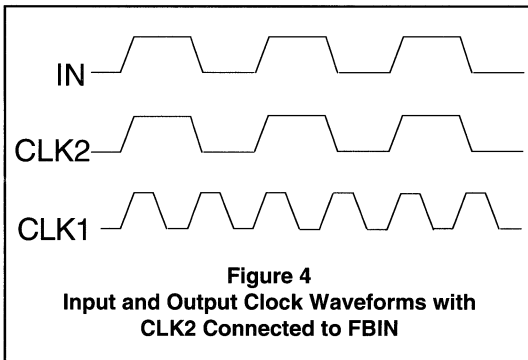 IN
CLK2
CLK1
Figure 4
Input and Output Clock Waveforms with
CLK2 Connected to FBIN